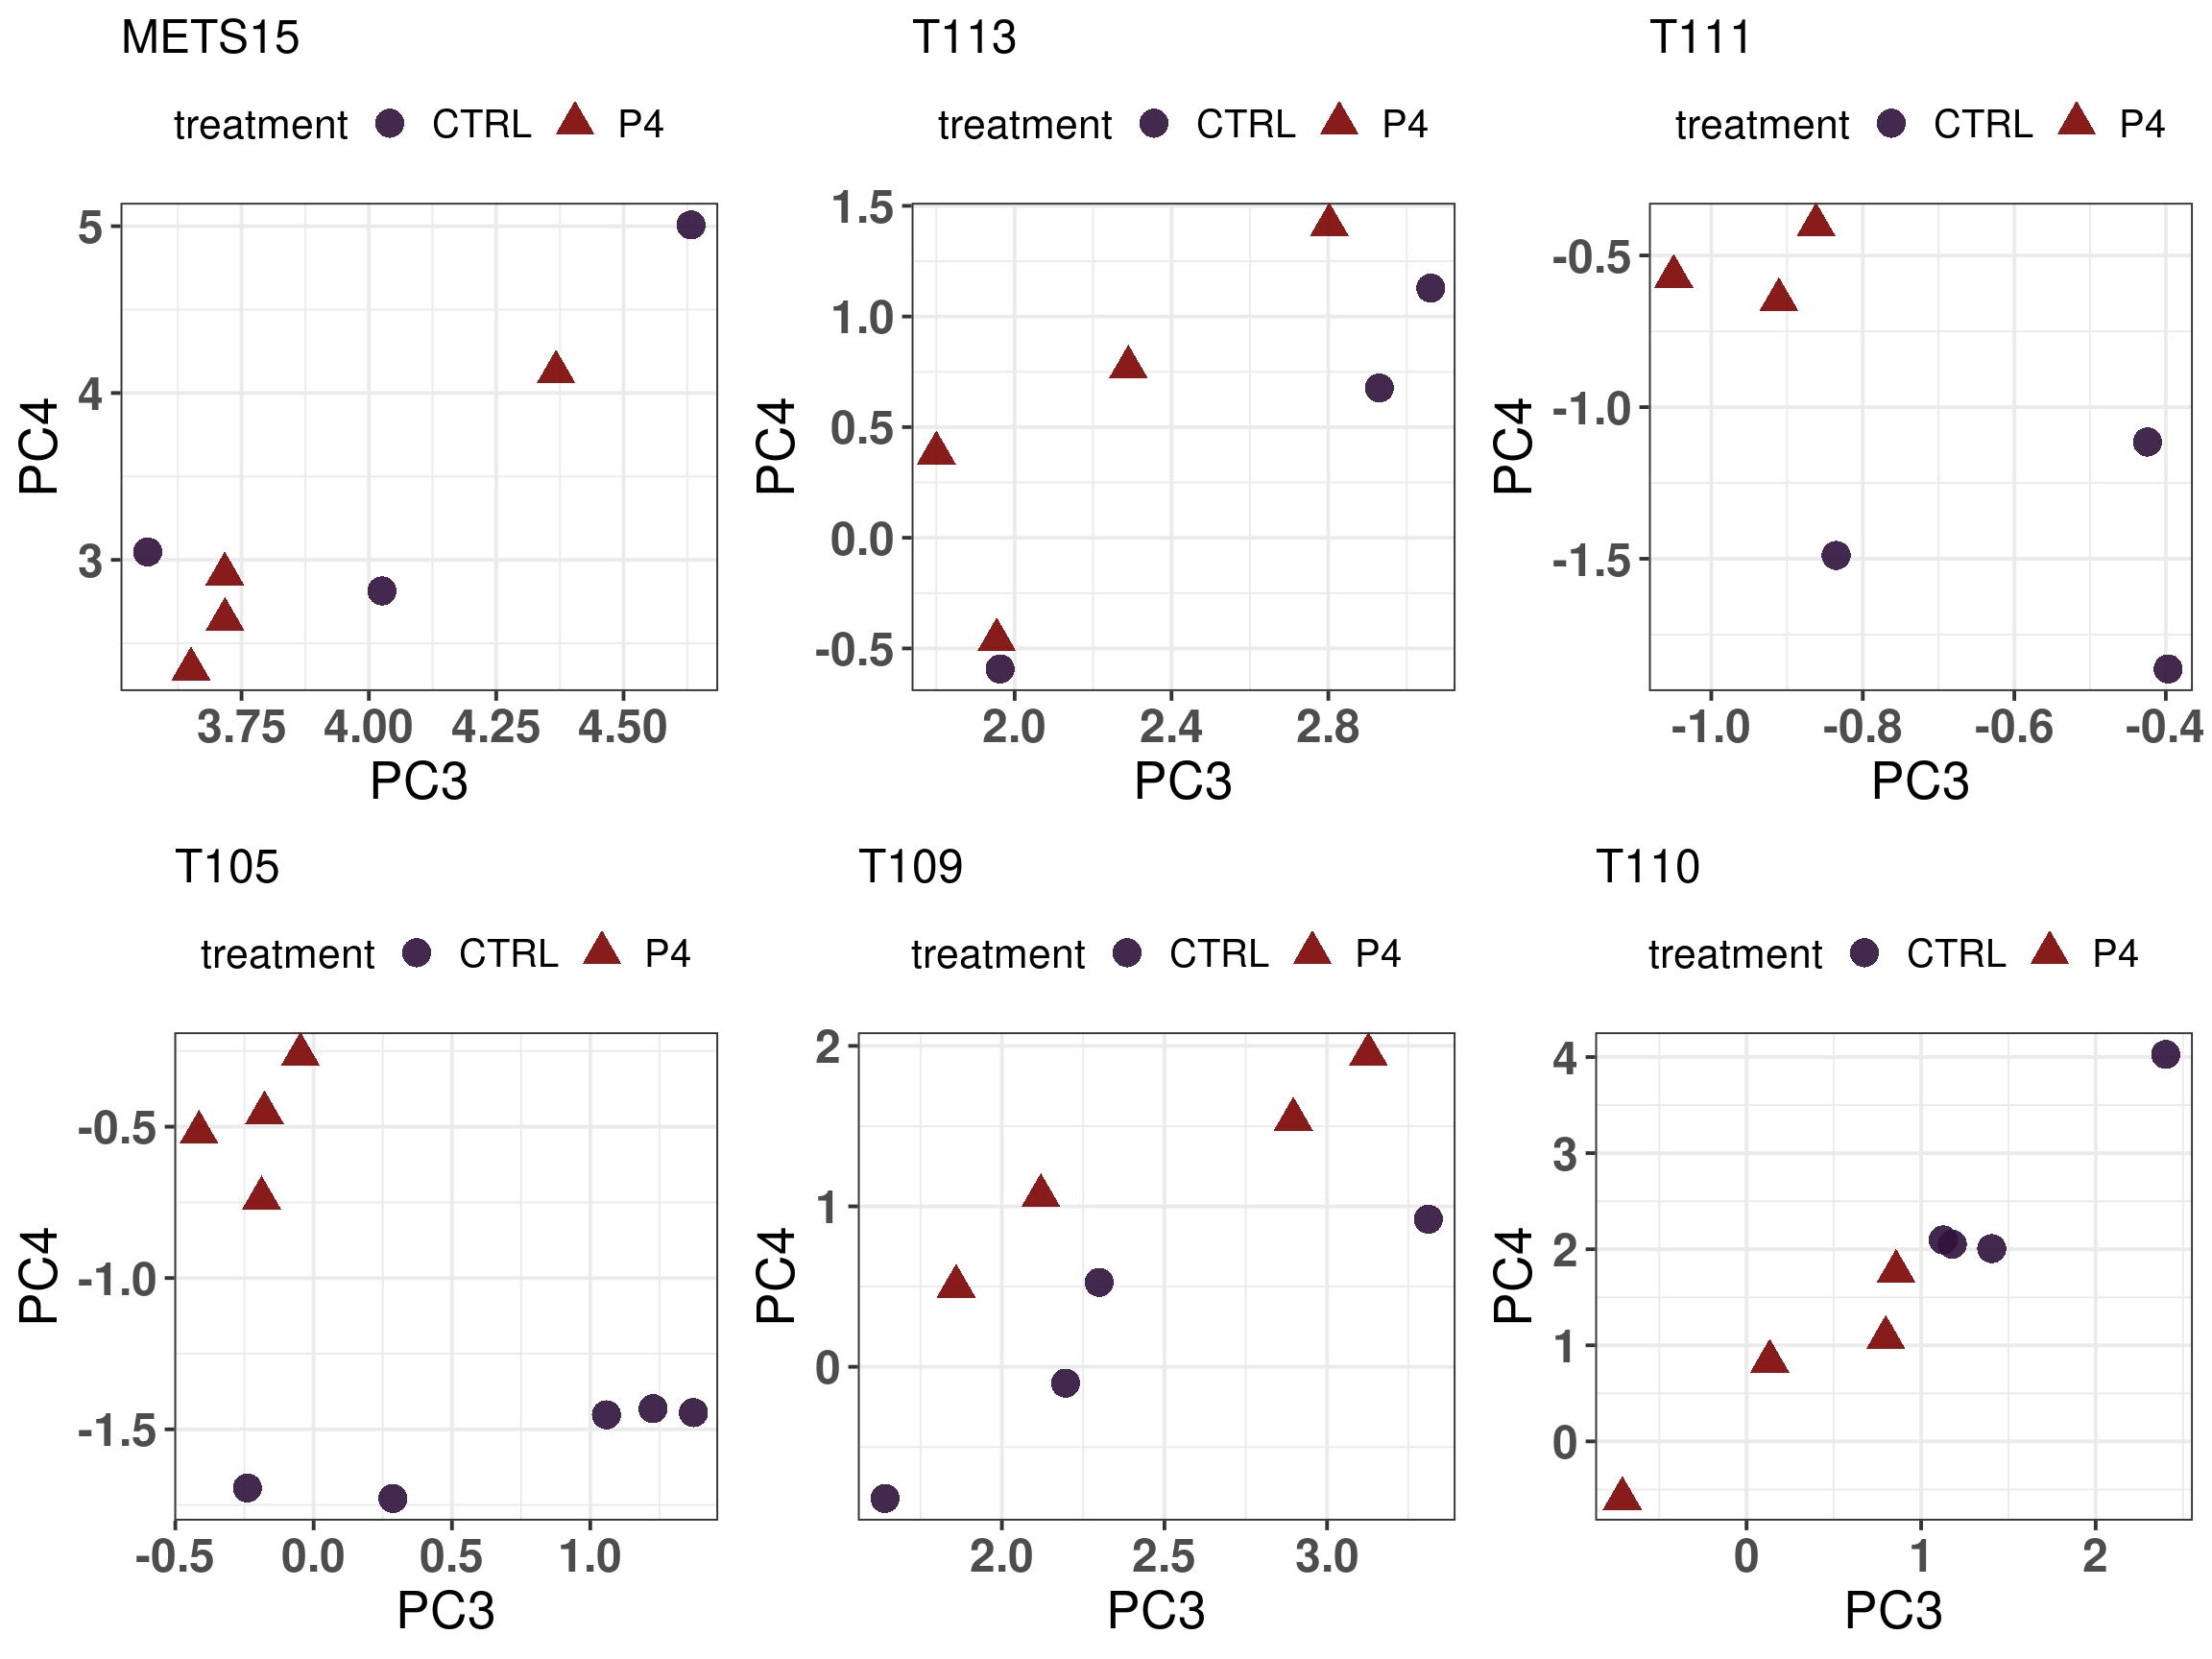 METS15
treatment CTRL P4
5
4
3
PC4
3.75 4.00 4.25 4.50
PC3
T113
treatment CTRL P4
1.5
1.0
0.5
0.0
-0.5
PC4
2.0 2.4 2.8
PC3
T111
treatment CTRL P4
-0.5
-1.0
-1.5
PC4
-1.0 -0.8 -0.6 -0.4
PC3
T105
treatment CTRL P4
-0.5
-1.0
-1.5
PC4
-0.5 0.0 0.5 1.0
PC3
T109
treatment CTRL P4
2
1
0
PC4
2.0 2.5 3.0
PC3
T110
treatment CTRL P4
4
3
2
1
0
PC4
0 1 2
PC3